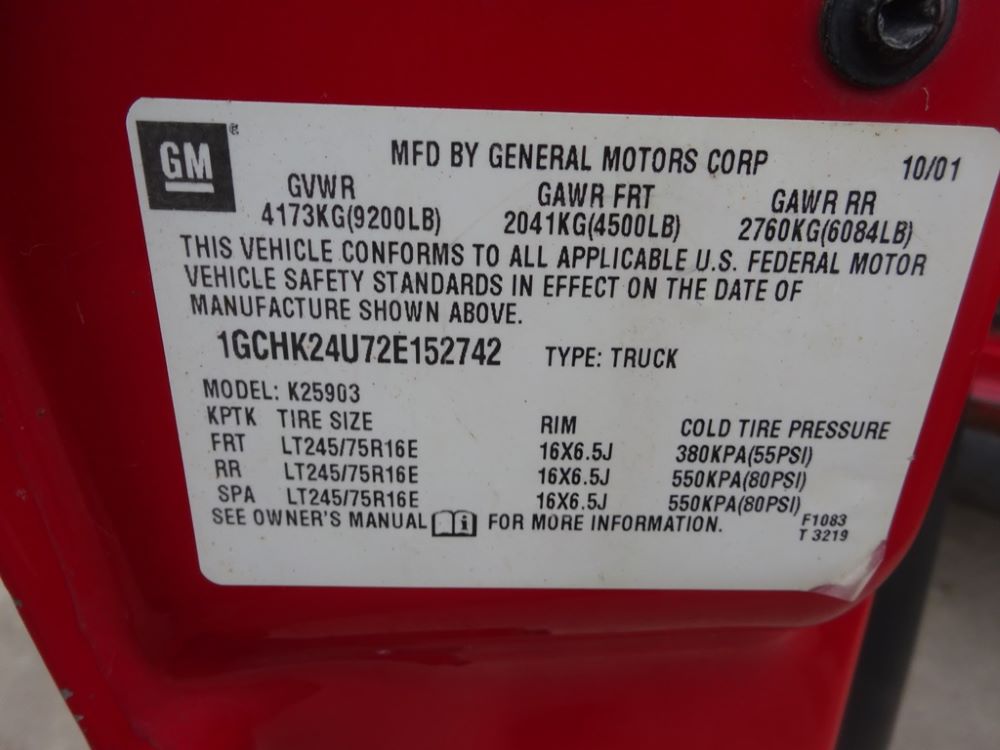 GM®
MFD BY GENERAL MOTORS CORP 10/01
GVWR GAWR FRT GAWR RR
4173KG(9200LB) 2041KG(4500LB) 2760KG(6084LB)
THIS VEHICLE CONFORMS TO ALL APPLICABLE U.S. FEDERAL MOTOR
VEHICLE SAFETY STANDARDS IN EFFECT ON THE DATE OF
MANUFACTURE SHOWN ABOVE.
1GCHK24U72E152742 TYPE: TRUCK
MODEL: K25903
KPTK TIRE SIZE RIM COLD TIRE PRESSURE
FRT LT245/75R16E 16X6.5J 380KPA(55PSI)
RR LT245/75R16E 16X6.5J 550KPA(80PSI)
SPA LT245/75R16E 16X6.5J 550KPA(80PSI)
SEE OWNER'S MANUAL i FOR MORE INFORMATION.
F1083
T 3219